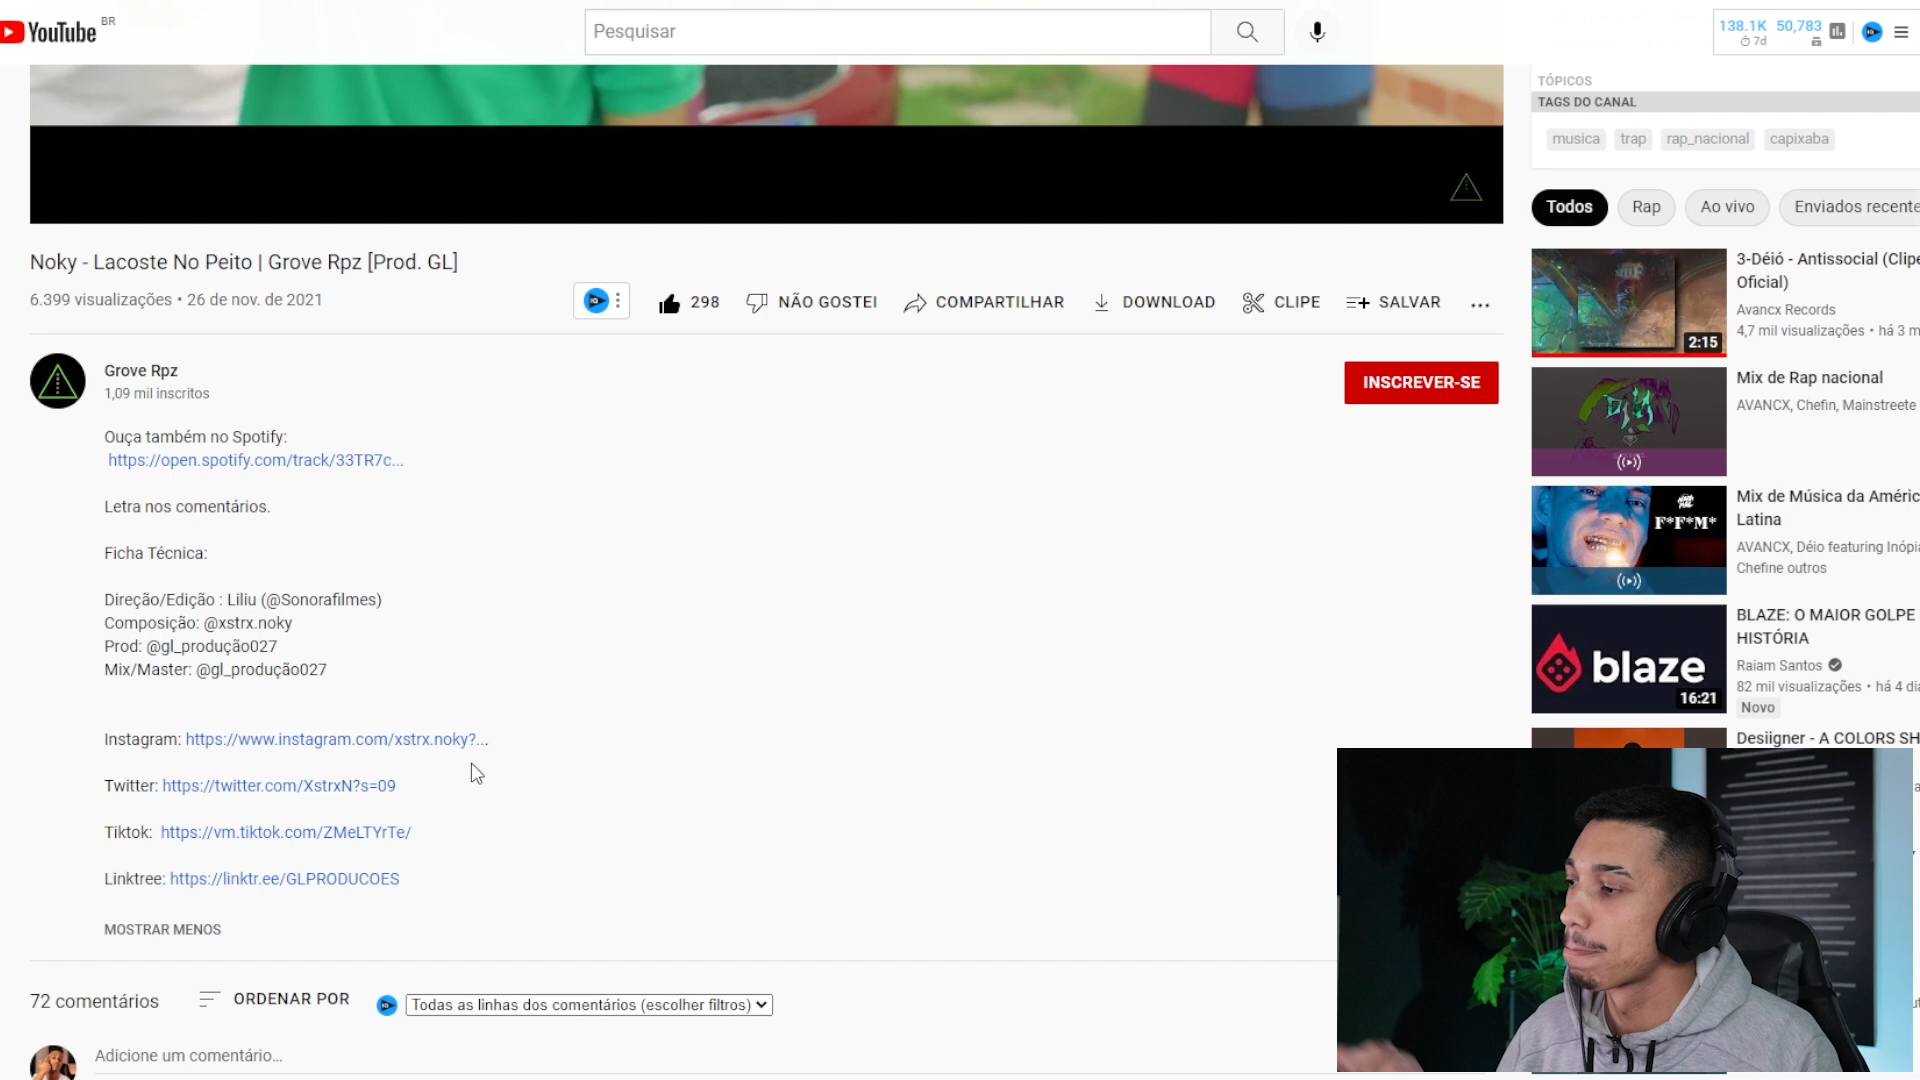 YouTube BR
Pesquisar
138.1K 50,783
7d
TÓPICOS
TAGS DO CANAL
musica trap rap_nacional capixaba
Todos Rap Ao vivo Enviados recente
Noky - Lacoste No Peito | Grove Rpz [Prod. GL]
6.399 visualizações • 26 de nov. de 2021
298 NÃO GOSTEI COMPARTILHAR DOWNLOAD CLIPE SALVAR ...
Grove Rpz
1,09 mil inscritos
INSCREVER-SE
Ouça também no Spotify:
https://open.spotify.com/track/33TR7c...
Letra nos comentários.
Ficha Técnica:
Direção/Edição : Liliu (@Sonorafilmes)
Composição: @xstrx.noky
Prod: @gl_produção027
Mix/Master: @gl_produção027
Instagram: https://www.instagram.com/xstrx.noky?...
Twitter: https://twitter.com/XstrxN?s=09
Tiktok: https://vm.tiktok.com/ZMeLTYrTe/
Linktree: https://linktr.ee/GLPRODUCOES
MOSTRAR MENOS
72 comentários ORDENAR POR Todas as linhas dos comentários (escolher filtros)
Adicione um comentário...
3-Déió - Antissocial (Clipe
Oficial)
Avancx Records
4,7 mil visualizações • há 3 m
2:15
Mix de Rap nacional
AVANCX, Chefin, Mainstreete
F*F*M*
Mix de Música da Améric
Latina
AVANCX, Déio featuring Inópia
Chefine outros
blaze
16:21
BLAZE: O MAIOR GOLPE
HISTÓRIA
Raiam Santos
82 mil visualizações • há 4 dia
Novo
Desiigner - A COLORS SH